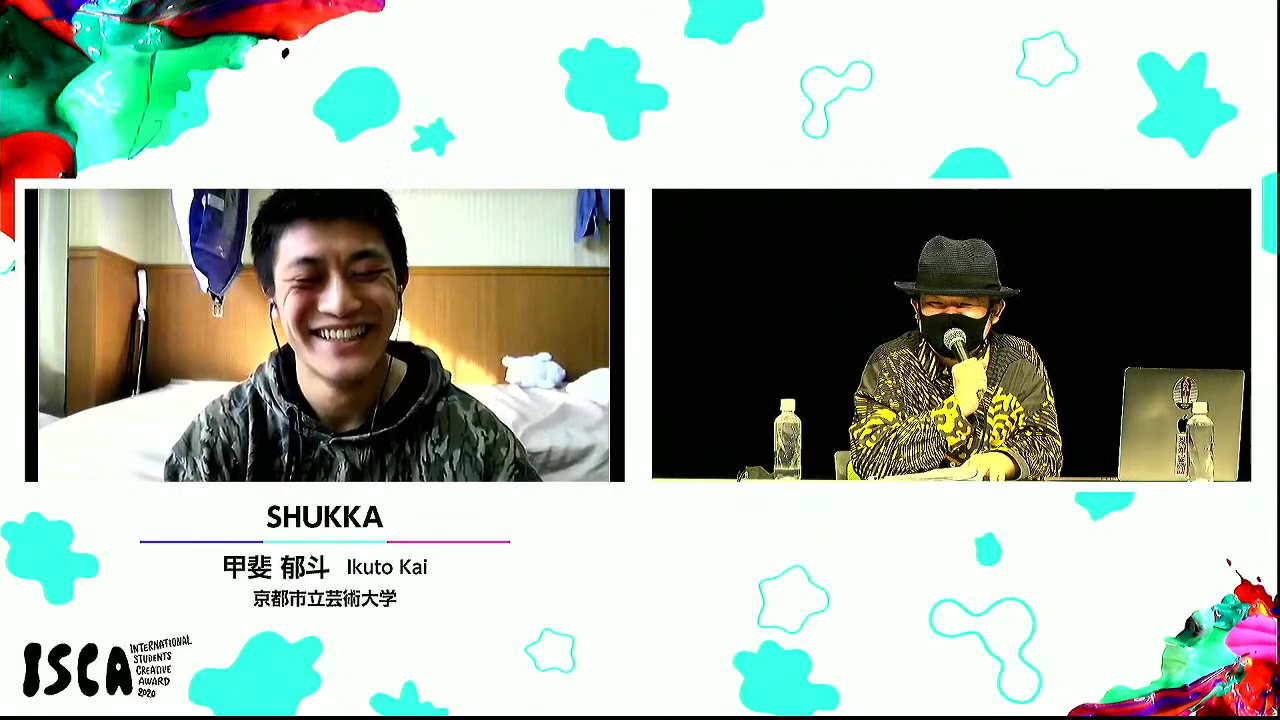 SHUKKA
甲斐 郁斗 Ikuto Kai
京都市立芸術大学
ISCA INTERNATIONAL
STUDENTS
CREATIVE
AWARD
2020